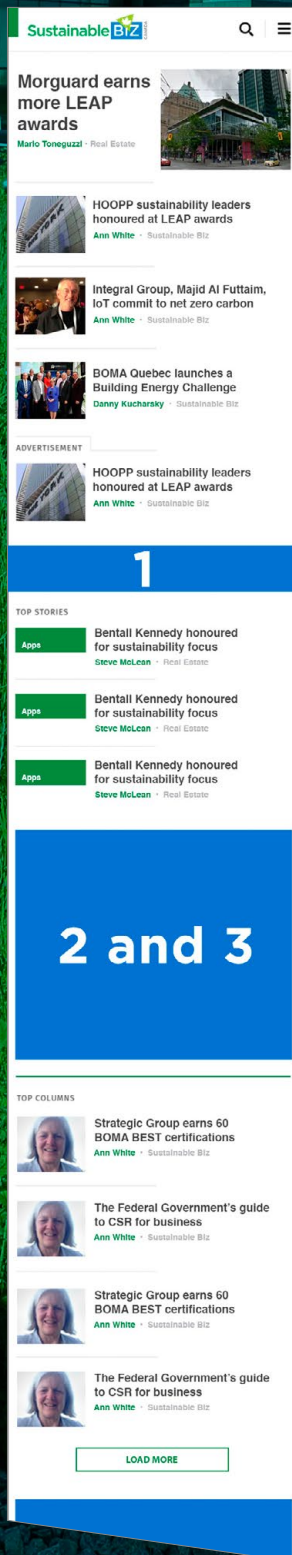 Sustainable Biz
CANADA
Morguard earns
more LEAP
awards
Mario Toneguzzi · Real Estate
HOOPP sustainability leaders
honoured at LEAP awards
Ann White · Sustainable Biz
Integral Group, Majid Al Futtaim,
IoT commit to net zero carbon
Ann White · Sustainable Biz
BOMA Quebec launches a
Building Energy Challenge
Danny Kucharsky · Sustainable Biz
ADVERTISEMENT
HOOPP sustainability leaders
honoured at LEAP awards
Ann White · Sustainable Biz
1
TOP STORIES
Apps
Bentall Kennedy honoured
for sustainability focus
Steve McLean · Real Estate
Apps
Bentall Kennedy honoured
for sustainability focus
Steve McLean · Real Estate
Apps
Bentall Kennedy honoured
for sustainability focus
Steve McLean · Real Estate
2 and 3
TOP COLUMNS
Strategic Group earns 60
BOMA BEST certifications
Ann White · Sustainable Biz
The Federal Government's guide
to CSR for business
Ann White · Sustainable Biz
Strategic Group earns 60
BOMA BEST certifications
Ann White · Sustainable Biz
The Federal Government's guide
to CSR for business
Ann White · Sustainable Biz
LOAD MORE